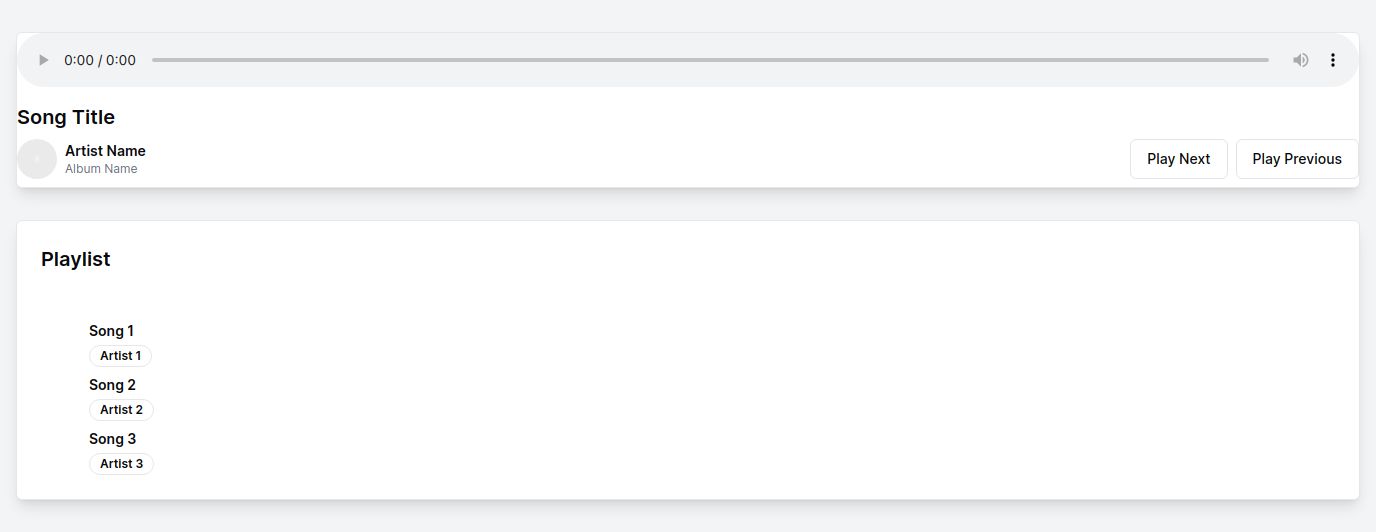 0:00 / 0:00
Song Title
Artist Name
Album Name
Play Next
Play Previous
Playlist
Song 1
Artist 1
Song 2
Artist 2
Song 3
Artist 3